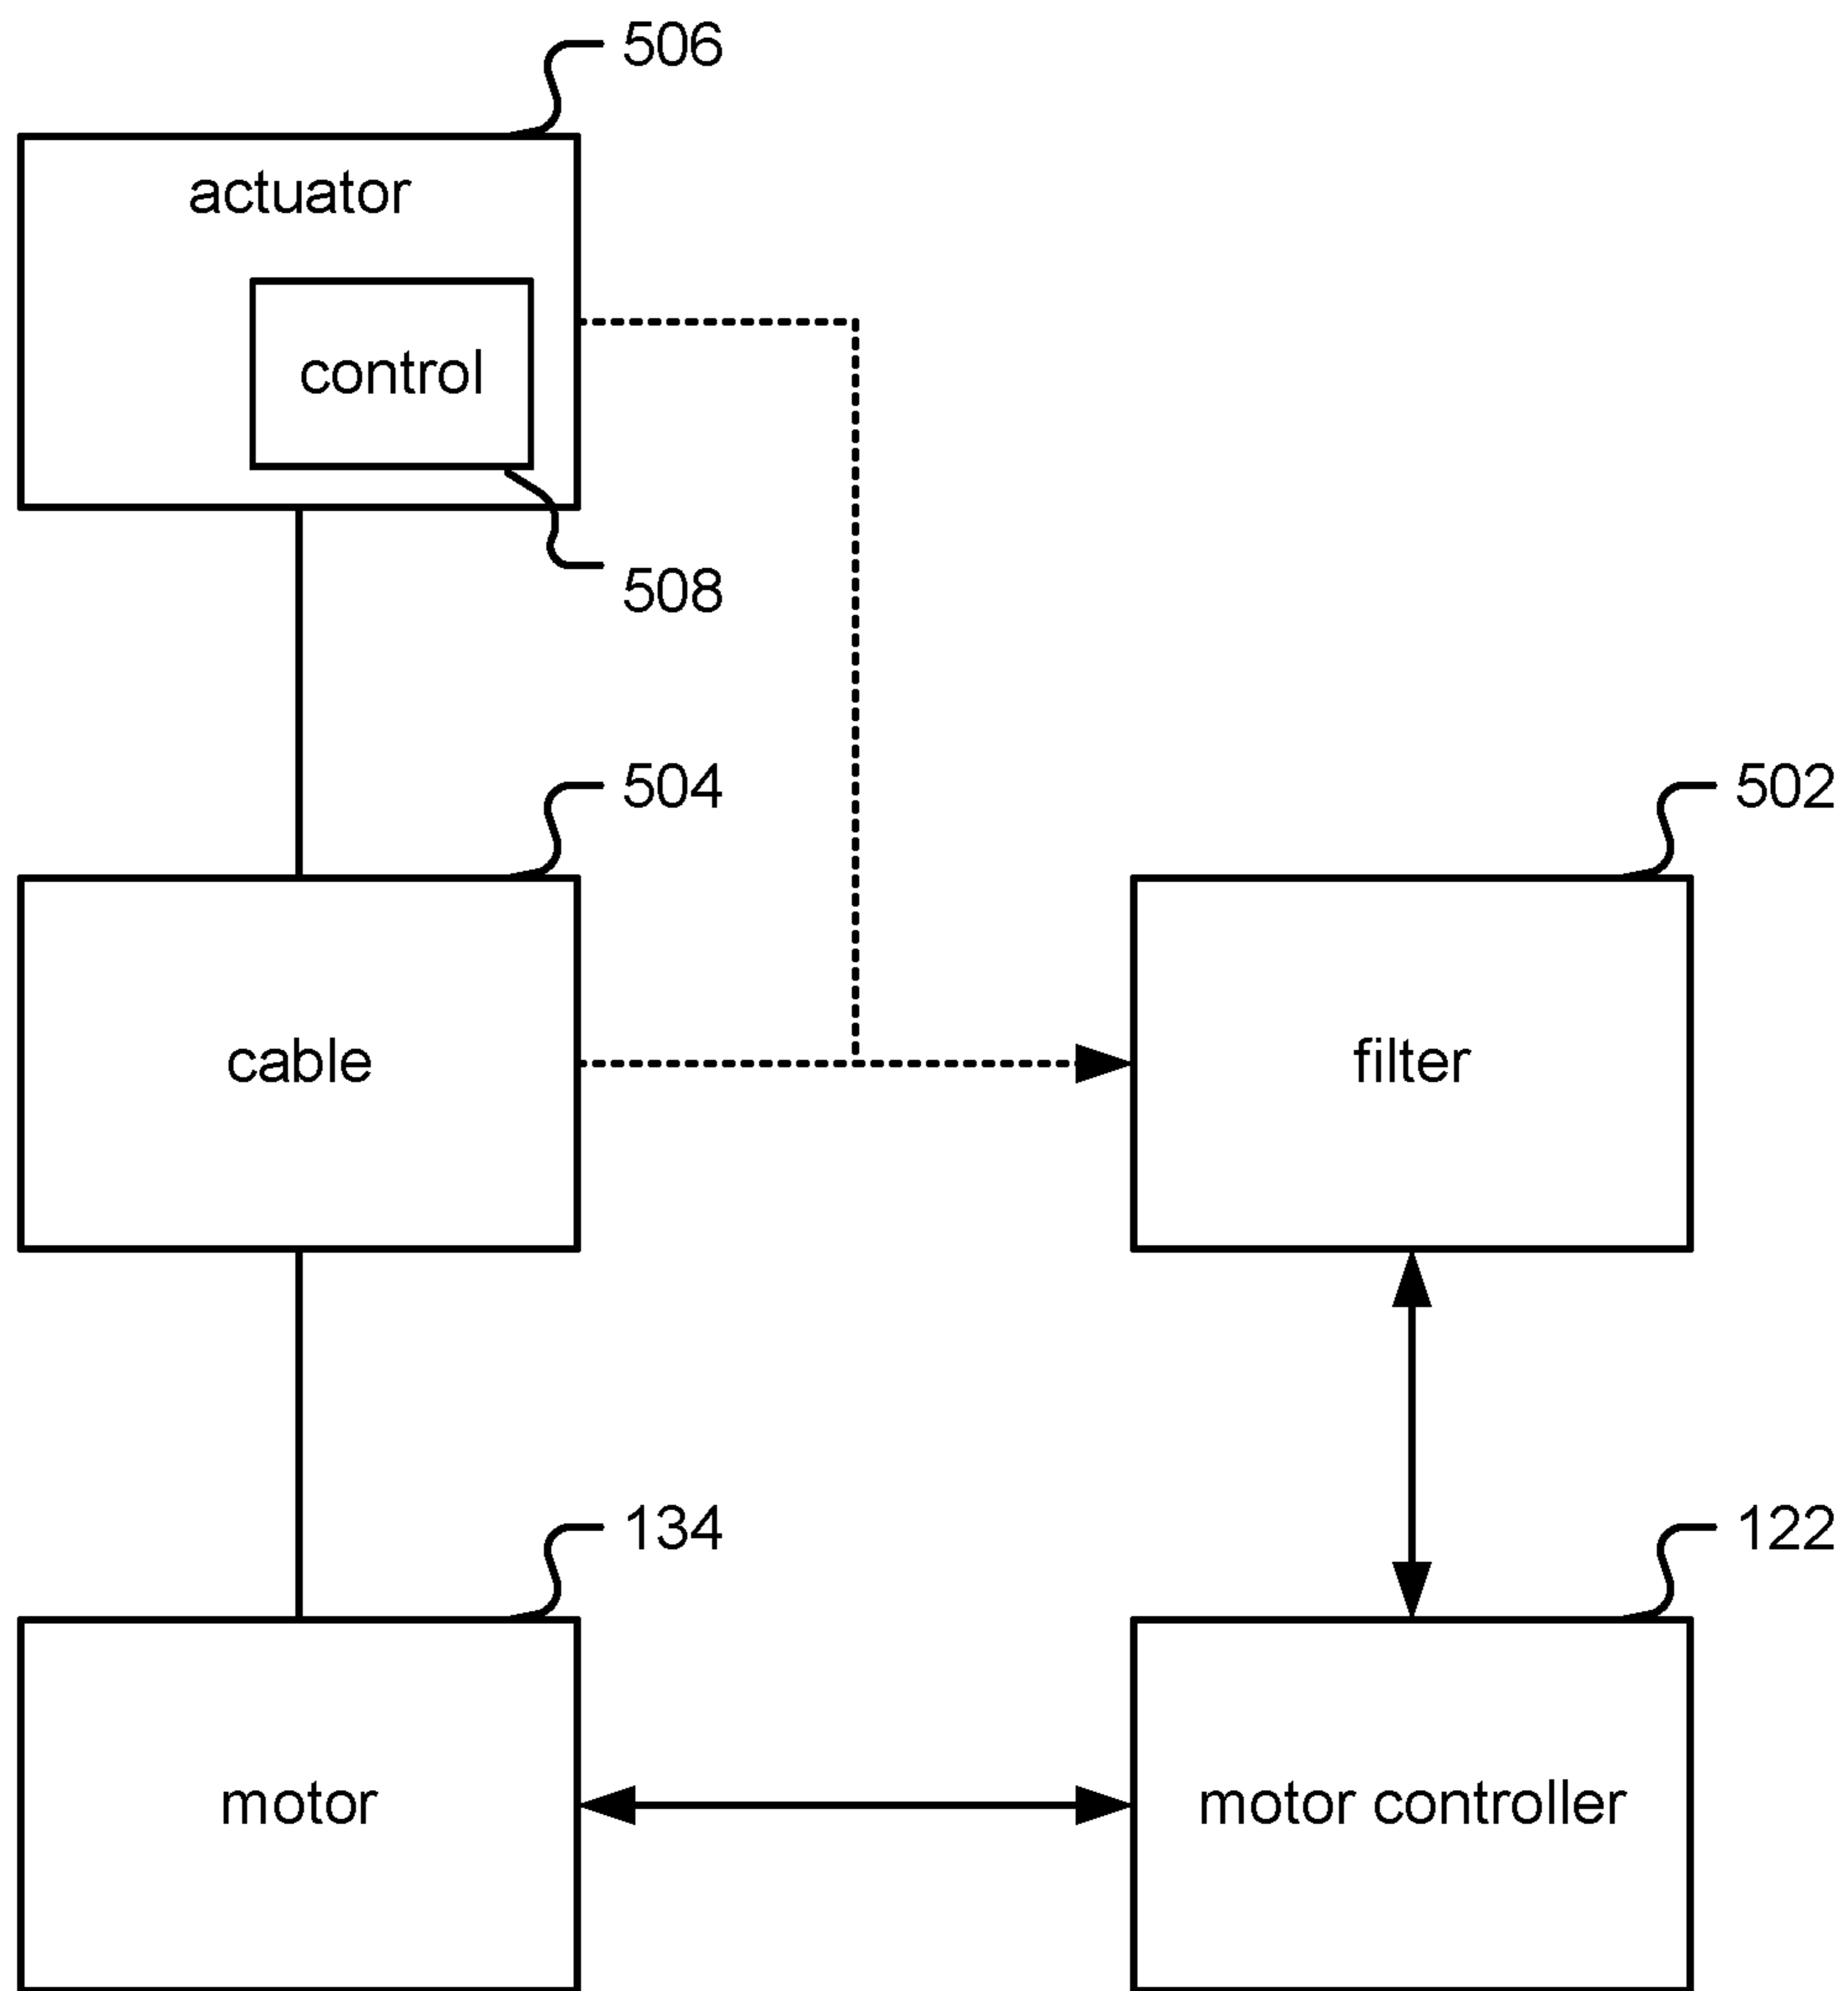 506
actuator
control
508
504
502
cable
filter
134
122
motor
motor controller